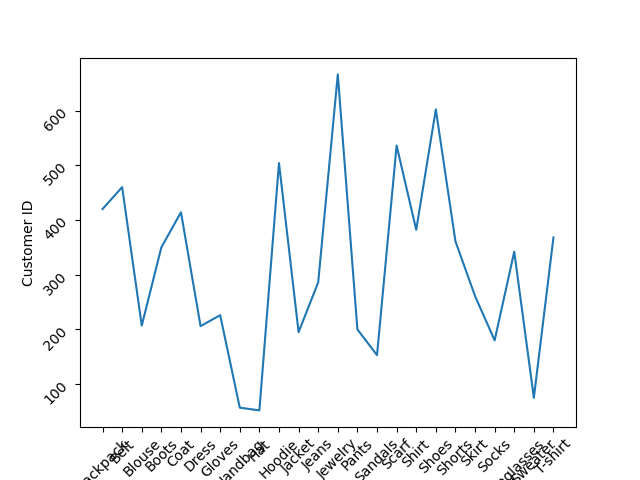 600
500
400
300
200
100
Customer ID
Belt
Blouse
Boots
Coat
Dress
Gloves
Hat
Hoodie
Jacket
Jeans
Jewelry
Pants
Sandals
Scarf
Shirt
Shoes
Shorts
Skirt
Socks
Sweater
T-shirt